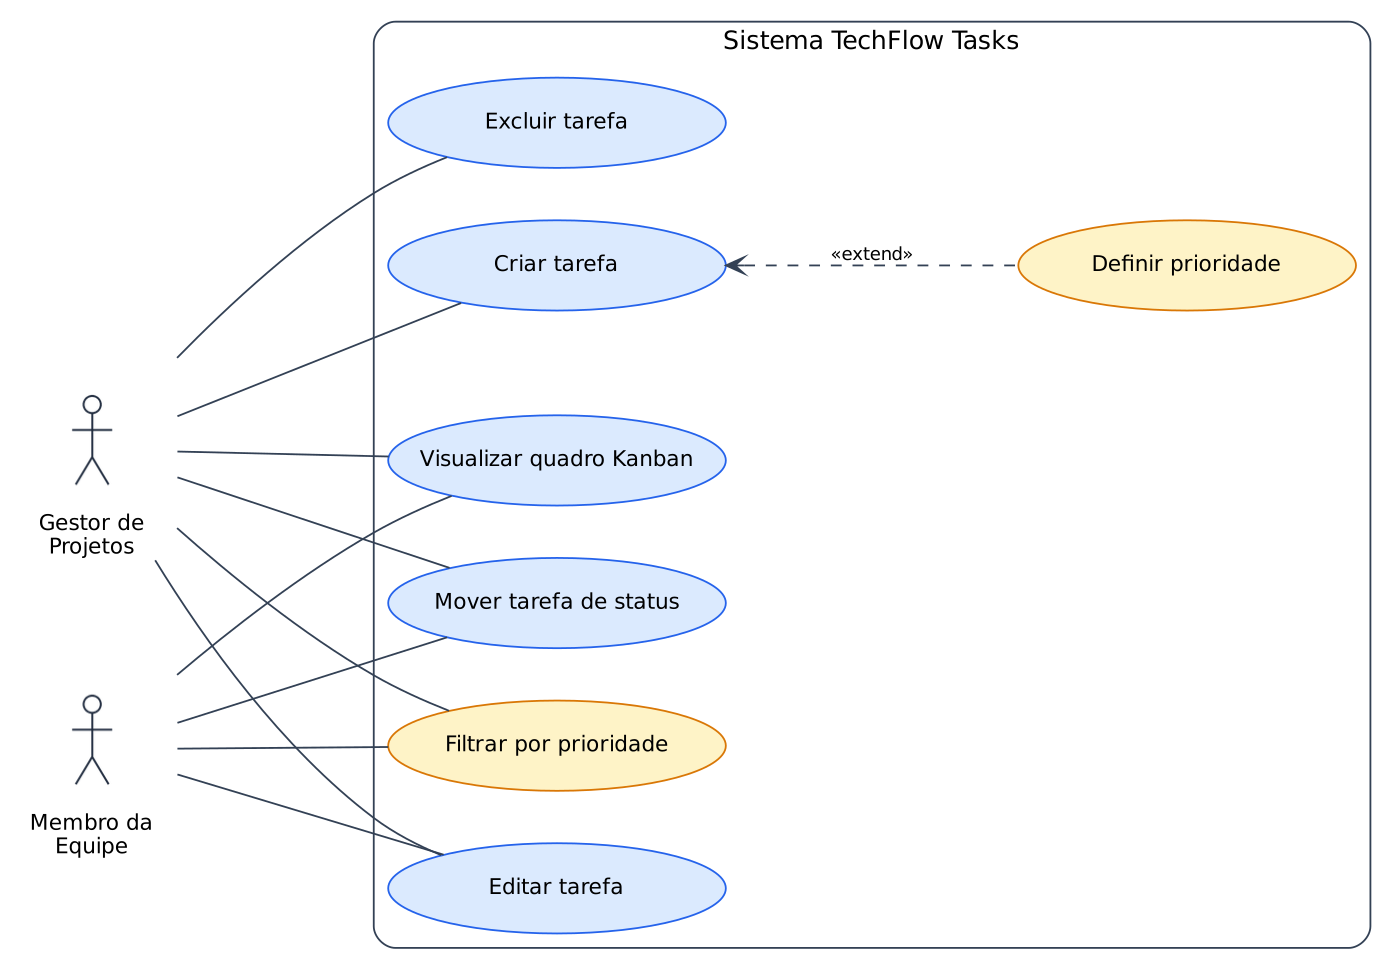 Sistema TechFlow Tasks
Excluir tarefa
Criar tarefa
«extend»
Definir prioridade
Visualizar quadro Kanban
Gestor de
Projetos
Mover tarefa de status
Filtrar por prioridade
Membro da
Equipe
Editar tarefa